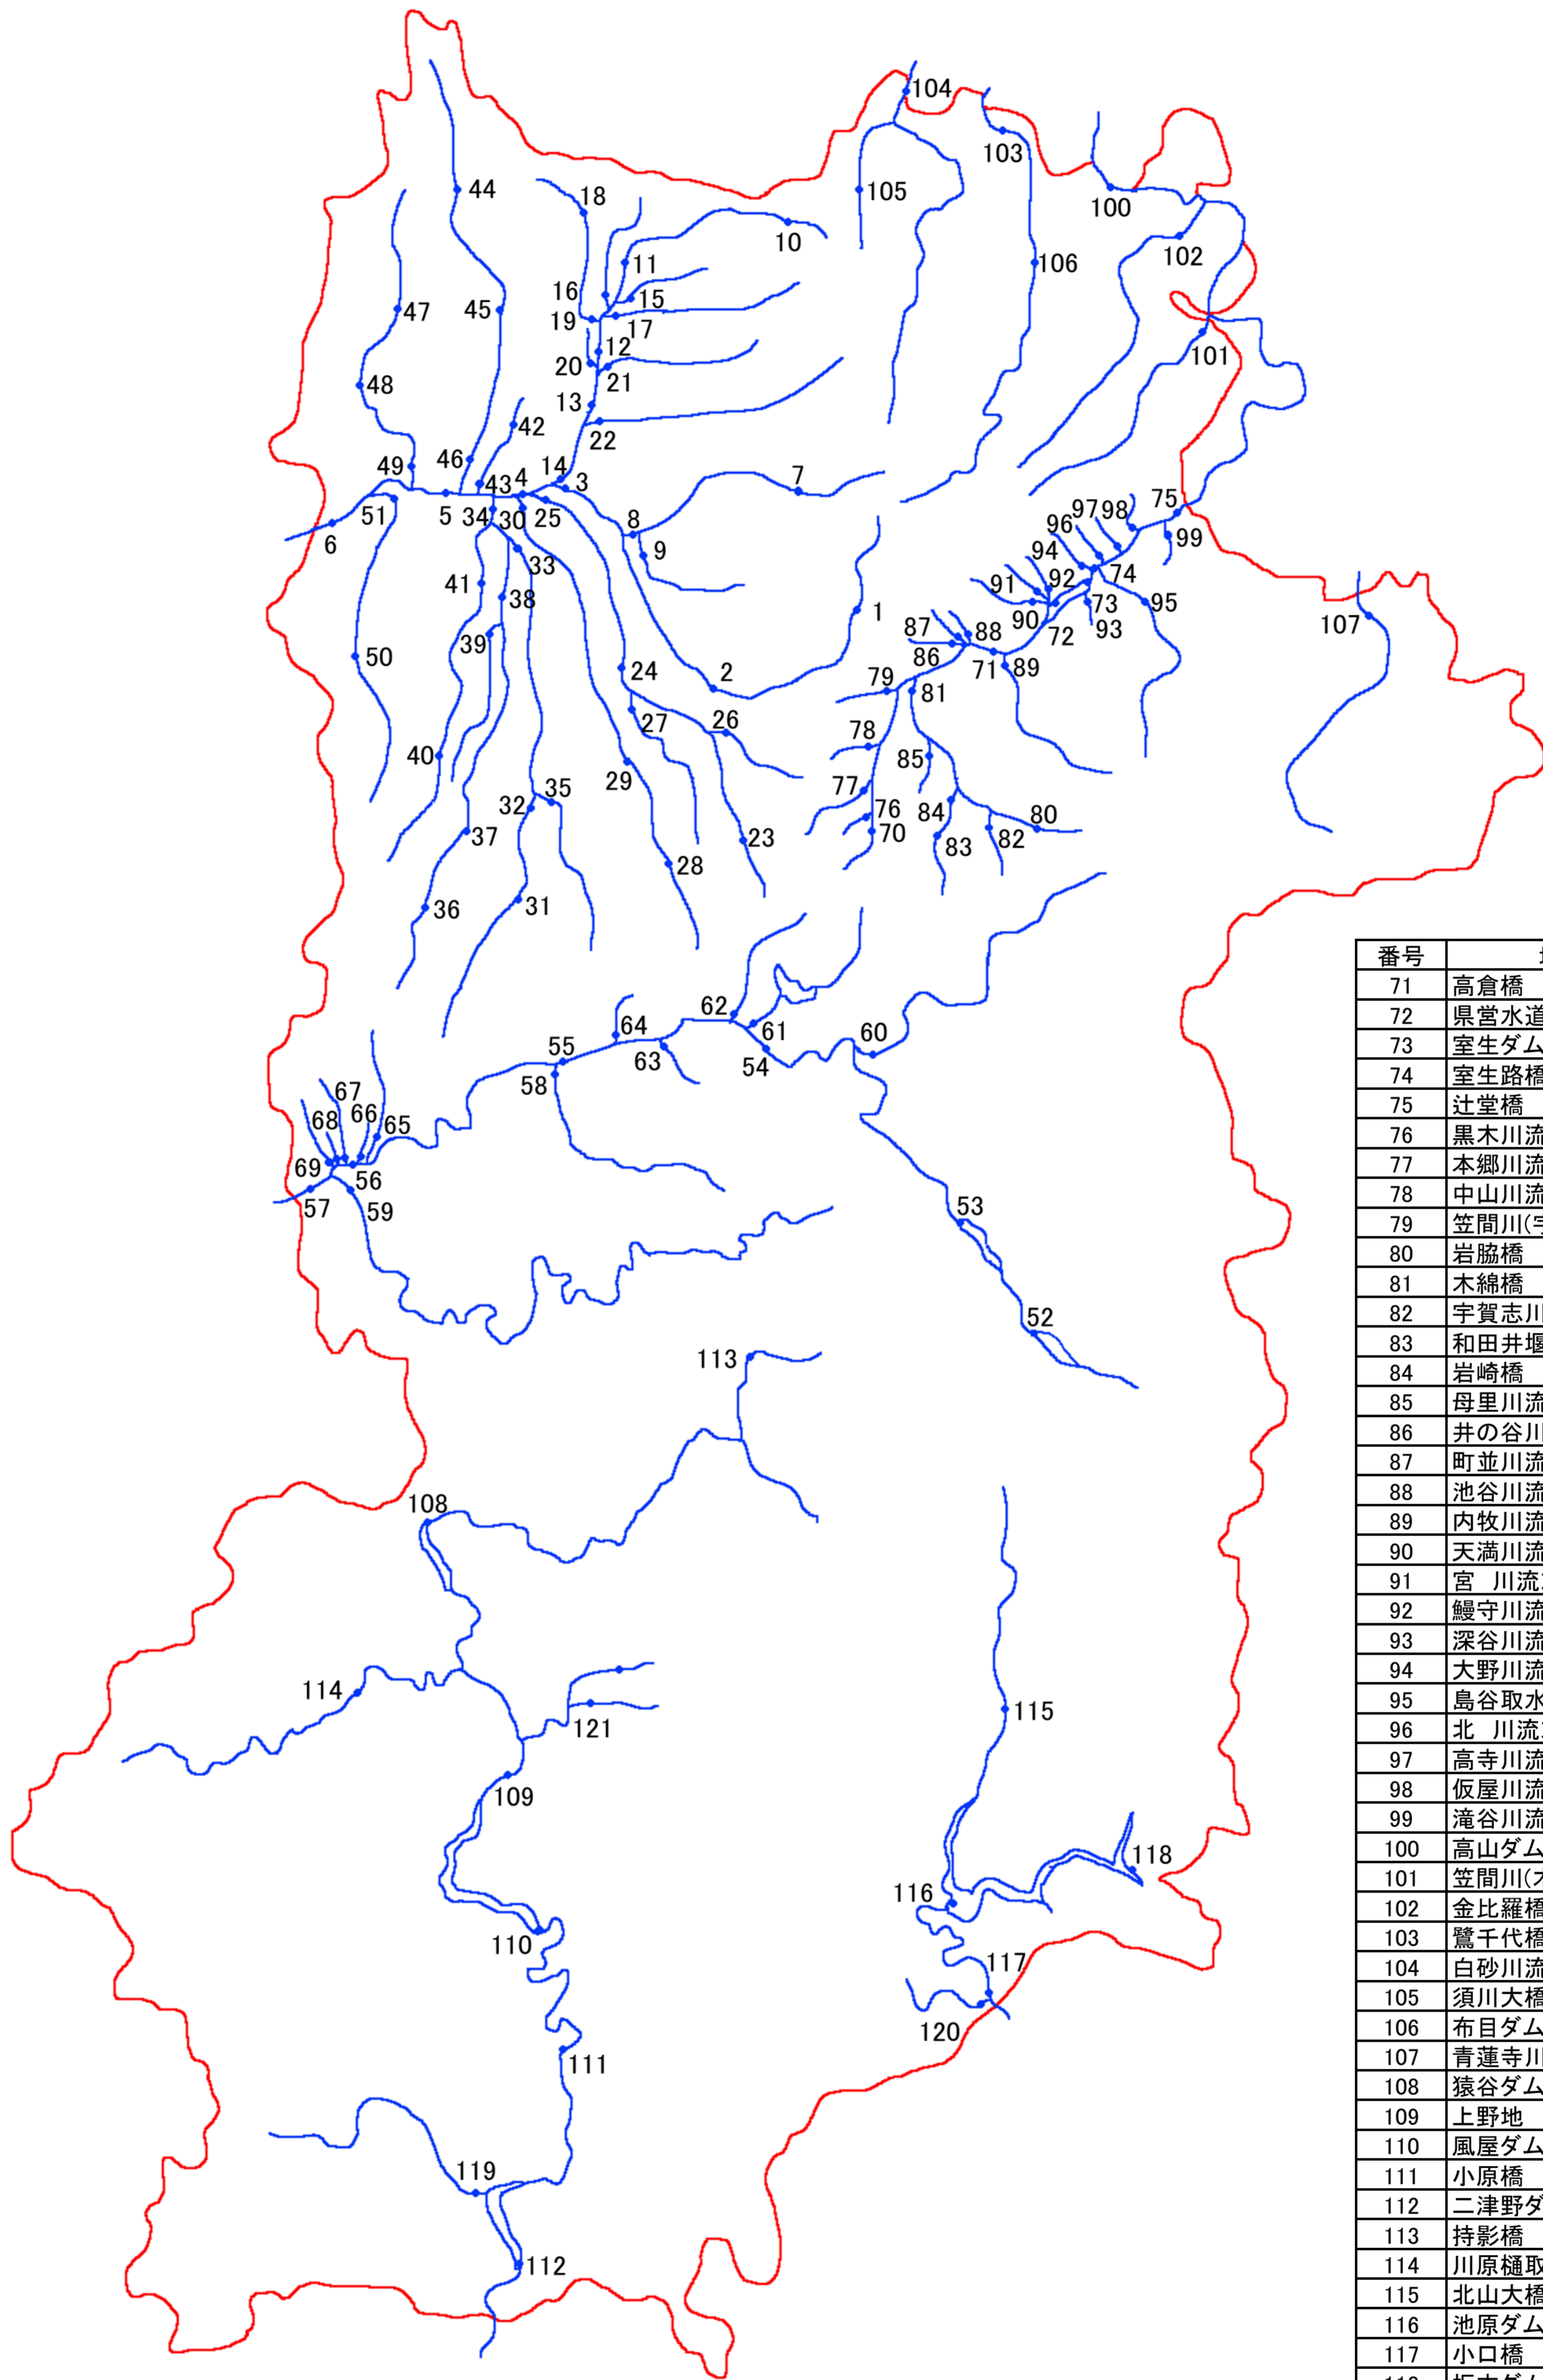 104
103
44
18
105
100
10
102
11
106
16
15
47
45
19
17
12
101
20
21
48
13
42
22
46
14
49
43
4
3
7
97
98
75
51
5
34
30
25
8
96
6
9
99
33
94
74
41
91
92
38
1
90
73
95
87
88
72
93
107
39
86
71
89
50
24
2
79
81
27
26
78
40
85
29
77
32
35
76
84
80
37
70
23
83
82
28
36
31
62
64
61
60
55
63
54
58
67
68
66
65
69
56
57
59
53
52
113
108
114
115
121
109
118
116
110
117
120
111
119
112
番号
71 高倉橋
72 県営水道
73 室生ダム
74 室生路橋
75 辻堂橋
76 黒木川流
77 本郷川流
78 中山川流
79 笠間川(
80 岩脇橋
81 木綿橋
82 宇賀志川
83 和田井堰
84 岩崎橋
85 母里川流
86 井の谷川
87 町並川流
88 池谷川流
89 内牧川流
90 天満川流
91 宮 川流
92 鰻守川流
93 深谷川流
94 大野川流
95 島谷取水
96 北 川流
97 高寺川流
98 仮屋川流
99 滝谷川流
100 高山ダム
101 笠間川(
102 金比羅橋
103 鷺千代橋
104 白砂川流
105 須川大橋
106 布目ダム
107 青蓮寺川
108 猿谷ダム
109 上野地
110 風屋ダム
111 小原橋
112 二津野ダ
113 持影橋
114 川原樋取
115 北山大橋
116 池原ダム
117 小口橋